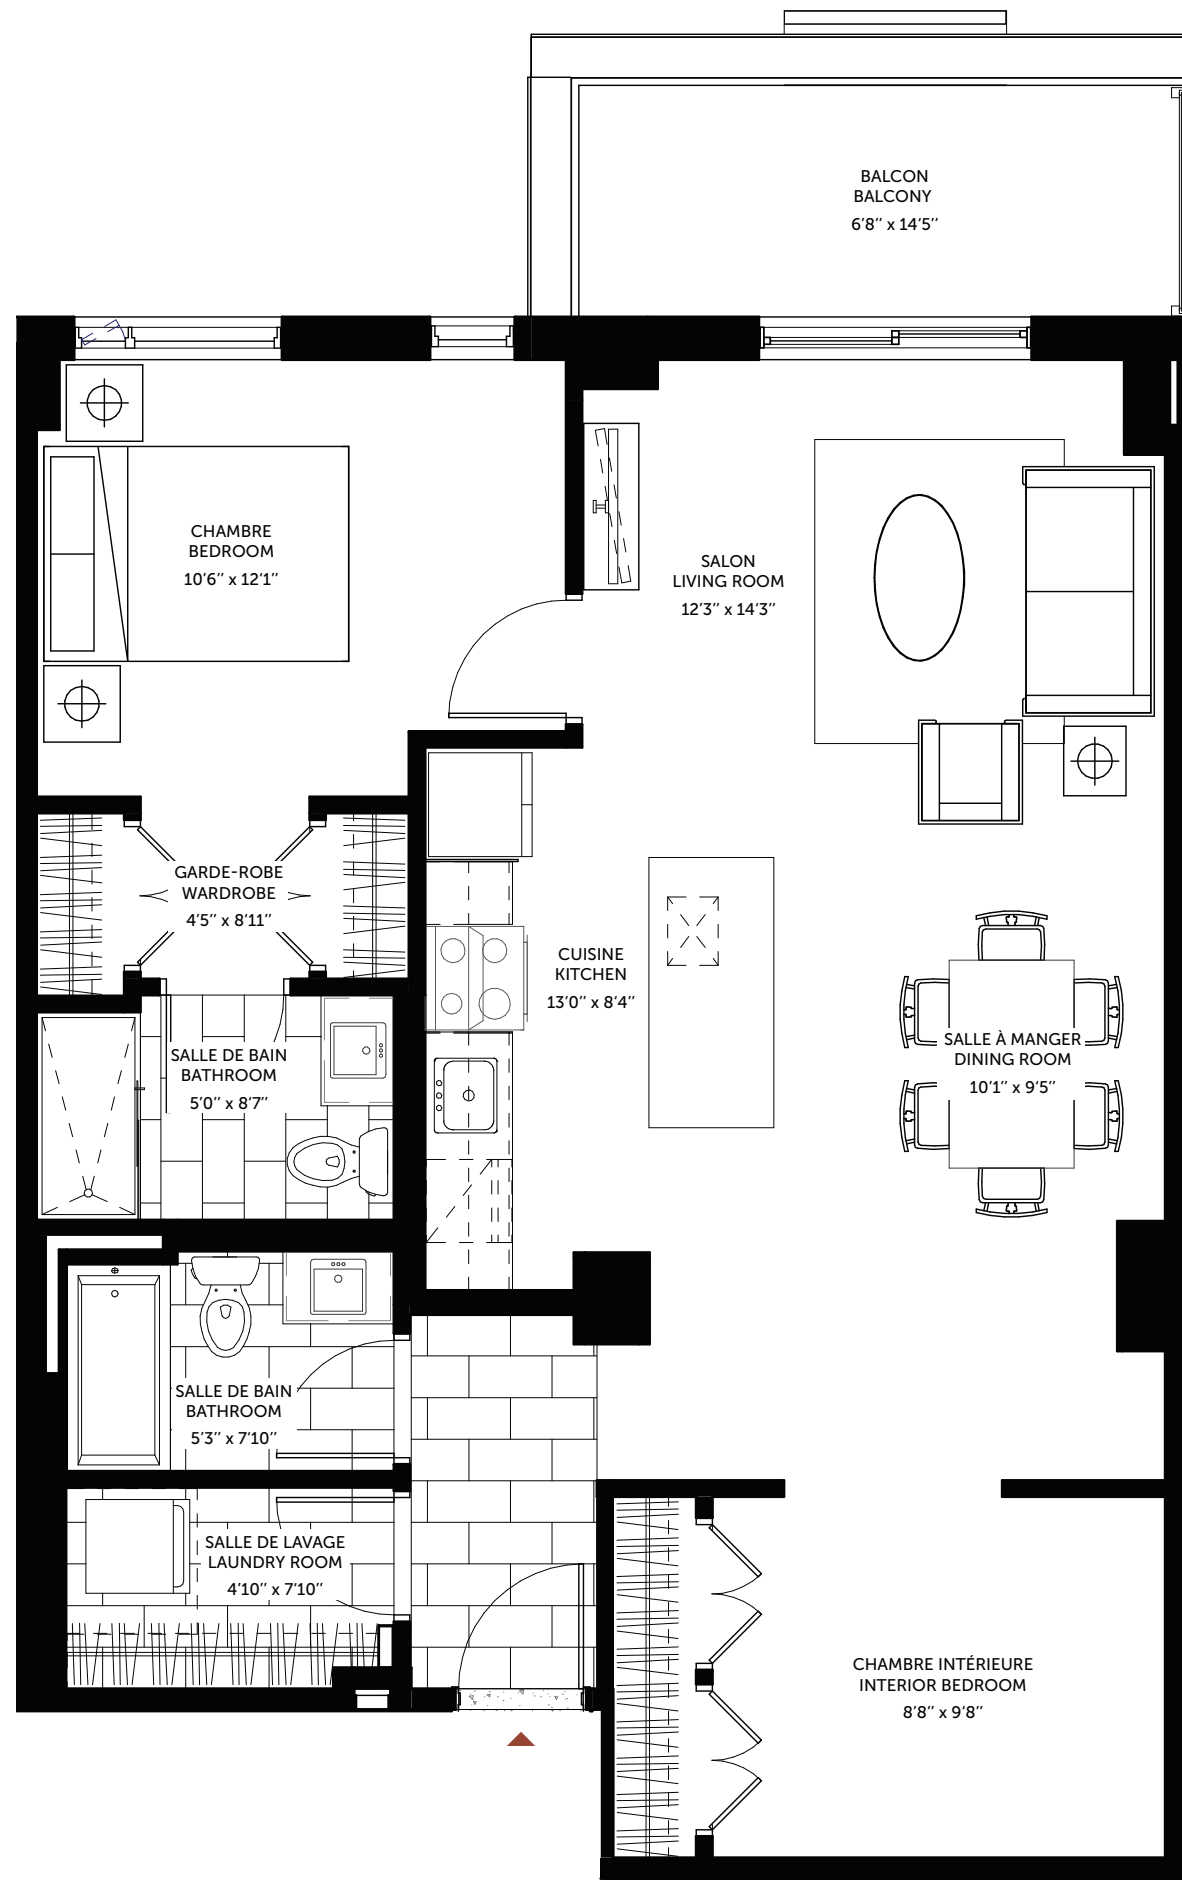 BALCON
BALCONY
6'8'' x 14'5''
CHAMBRE
BEDROOM
10'6'' x 12'1''
SALON
LIVING ROOM
12'3'' x 14'3''
GARDE-ROBE
WARDROBE
4'5'' x 8'11''
CUISINE
KITCHEN
13'0'' x 8'4''
SALLE DE BAIN
BATHROOM
5'0'' x 8'7''
SALLE À MANGER
DINING ROOM
10'1'' x 9'5''
SALLE DE BAIN
BATHROOM
5'3'' x 7'10''
SALLE DE LAVAGE
LAUNDRY ROOM
4'10'' x 7'10''
CHAMBRE INTÉRIEURE
INTERIOR BEDROOM
8'8'' x 9'8''